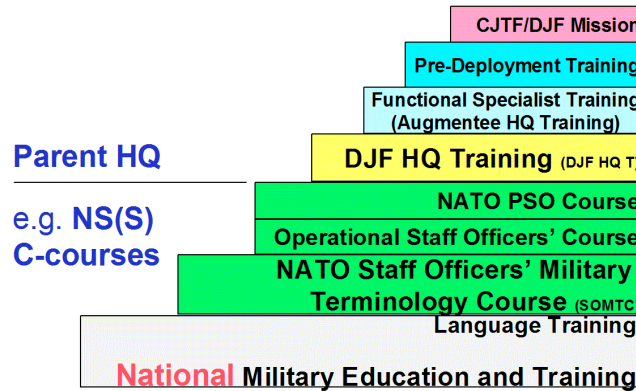 CJTF/DJF Mission
Pre-Deployment Training
Functional Specialist Training
(Augmentee HQ Training)
Parent HQ
DJF HQ Training (DJF HQ T)
e.g. NS(S)
C-courses
NATO PSO Course
Operational Staff Officers’ Course
NATO Staff Officers’ Military
Terminology Course (SOMTC
Language Training
National Military Education and Training